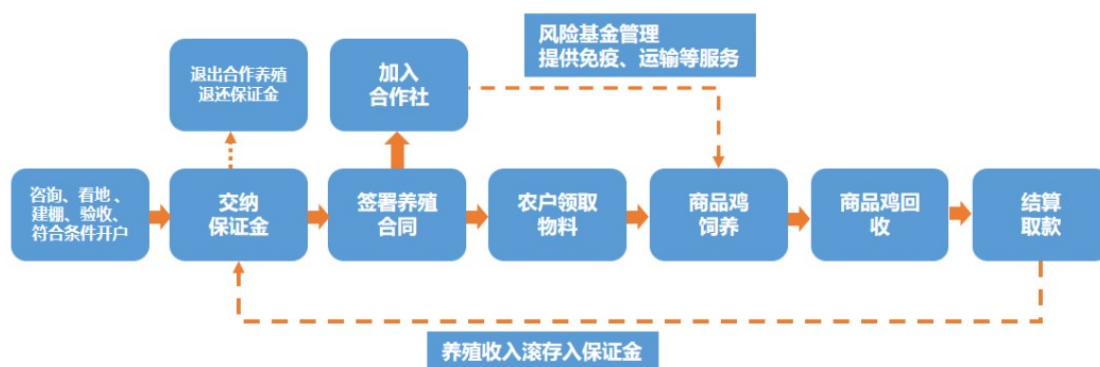 风险基金管理
提供免疫、运输等服务
退出合作养殖
退还保证金
加入
合作社
咨询、看地、
建棚、验收、
符合条件开户
交纳
保证金
签署养殖
合同
农户领取
物料
商品鸡
饲养
商品鸡回
收
结算
取款
养殖收入滚存入保证金